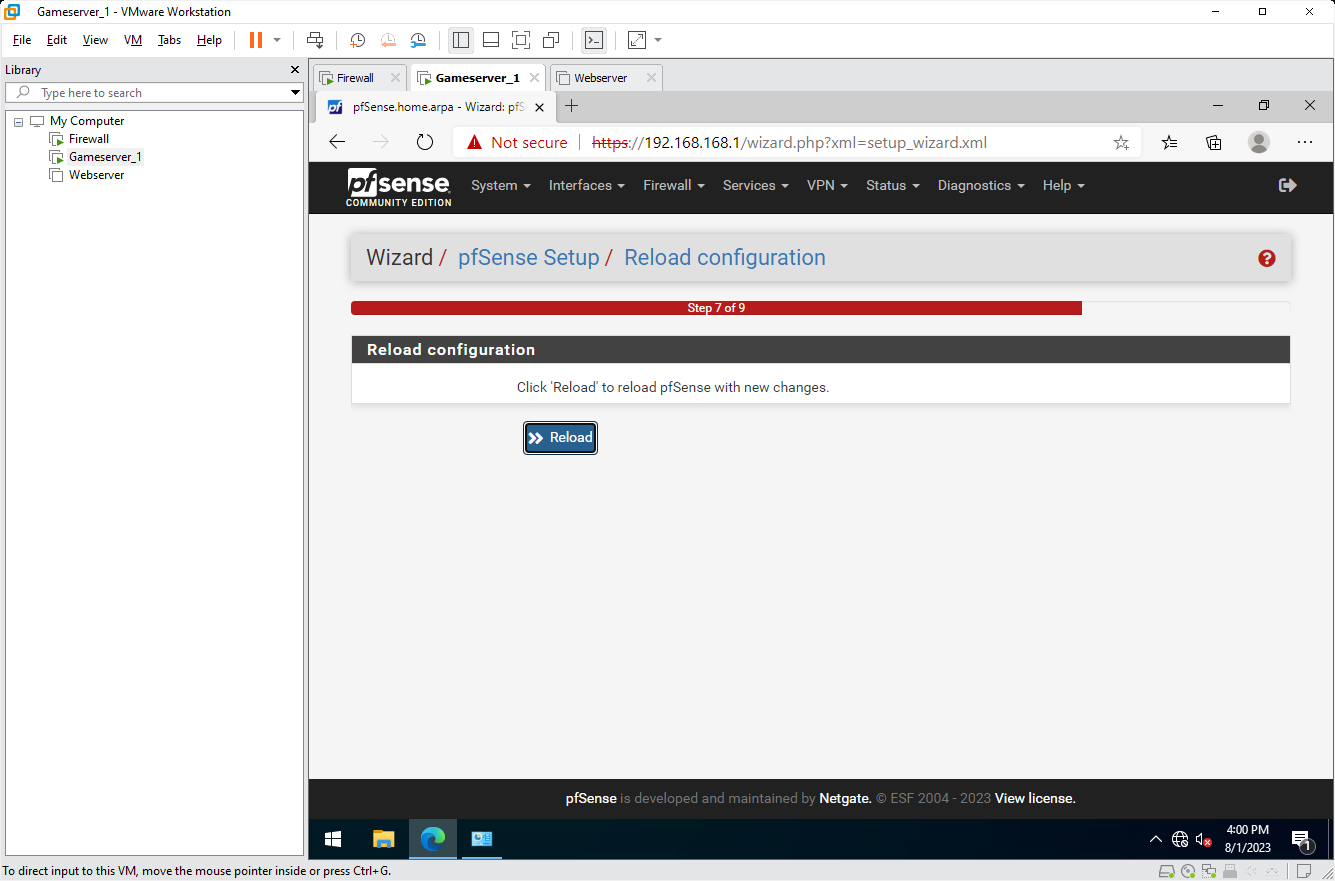 Gameserver_1 - VMware Workstation
File Edit View VM Tabs Help
Library
Type here to search
My Computer
Firewall
Gameserver_1
Webserver
Firewall Gameserver_1 Webserver
pfSense.home.arpa - Wizard: pfS
Not secure https://192.168.168.1/wizard.php?xml=setup_wizard.xml
pfsense COMMUNITY EDITION
System Interfaces Firewall Services VPN Status Diagnostics Help
Wizard / pfSense Setup / Reload configuration
Step 7 of 9
Reload configuration
Click 'Reload' to reload pfSense with new changes.
Reload
pfSense is developed and maintained by Netgate. © ESF 2004 - 2023 View license.
4:00 PM
8/1/2023
1
To direct input to this VM, move the mouse pointer inside or press Ctrl+G.